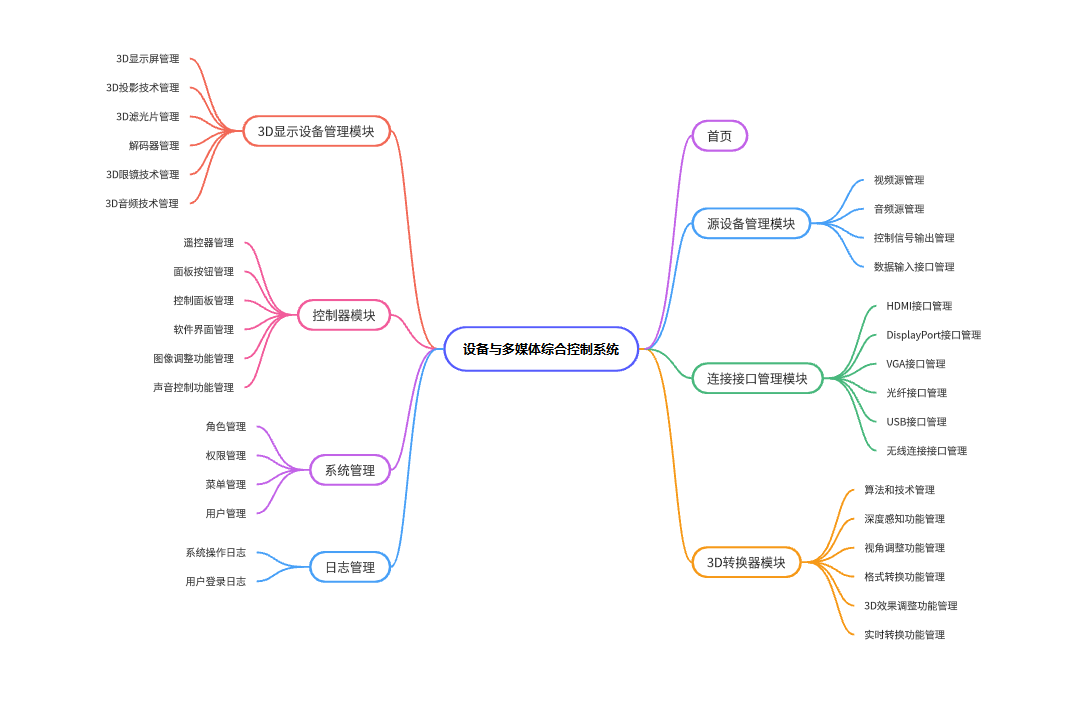 设备与多媒体综合控制系统
首页
源设备管理模块
视频源管理
音频源管理
控制信号输出管理
数据输入接口管理
连接接口管理模块
HDMI接口管理
DisplayPort接口管理
VGA接口管理
光纤接口管理
USB接口管理
无线连接接口管理
3D转换器模块
算法和技术管理
深度感知功能管理
视角调整功能管理
格式转换功能管理
3D效果调整功能管理
实时转换功能管理
3D显示设备管理模块
3D显示屏管理
3D投影技术管理
3D滤光片管理
解码器管理
3D眼镜技术管理
3D音频技术管理
控制器模块
遥控器管理
面板按钮管理
控制面板管理
软件界面管理
图像调整功能管理
声音控制功能管理
系统管理
角色管理
权限管理
菜单管理
用户管理
日志管理
系统操作日志
用户登录日志